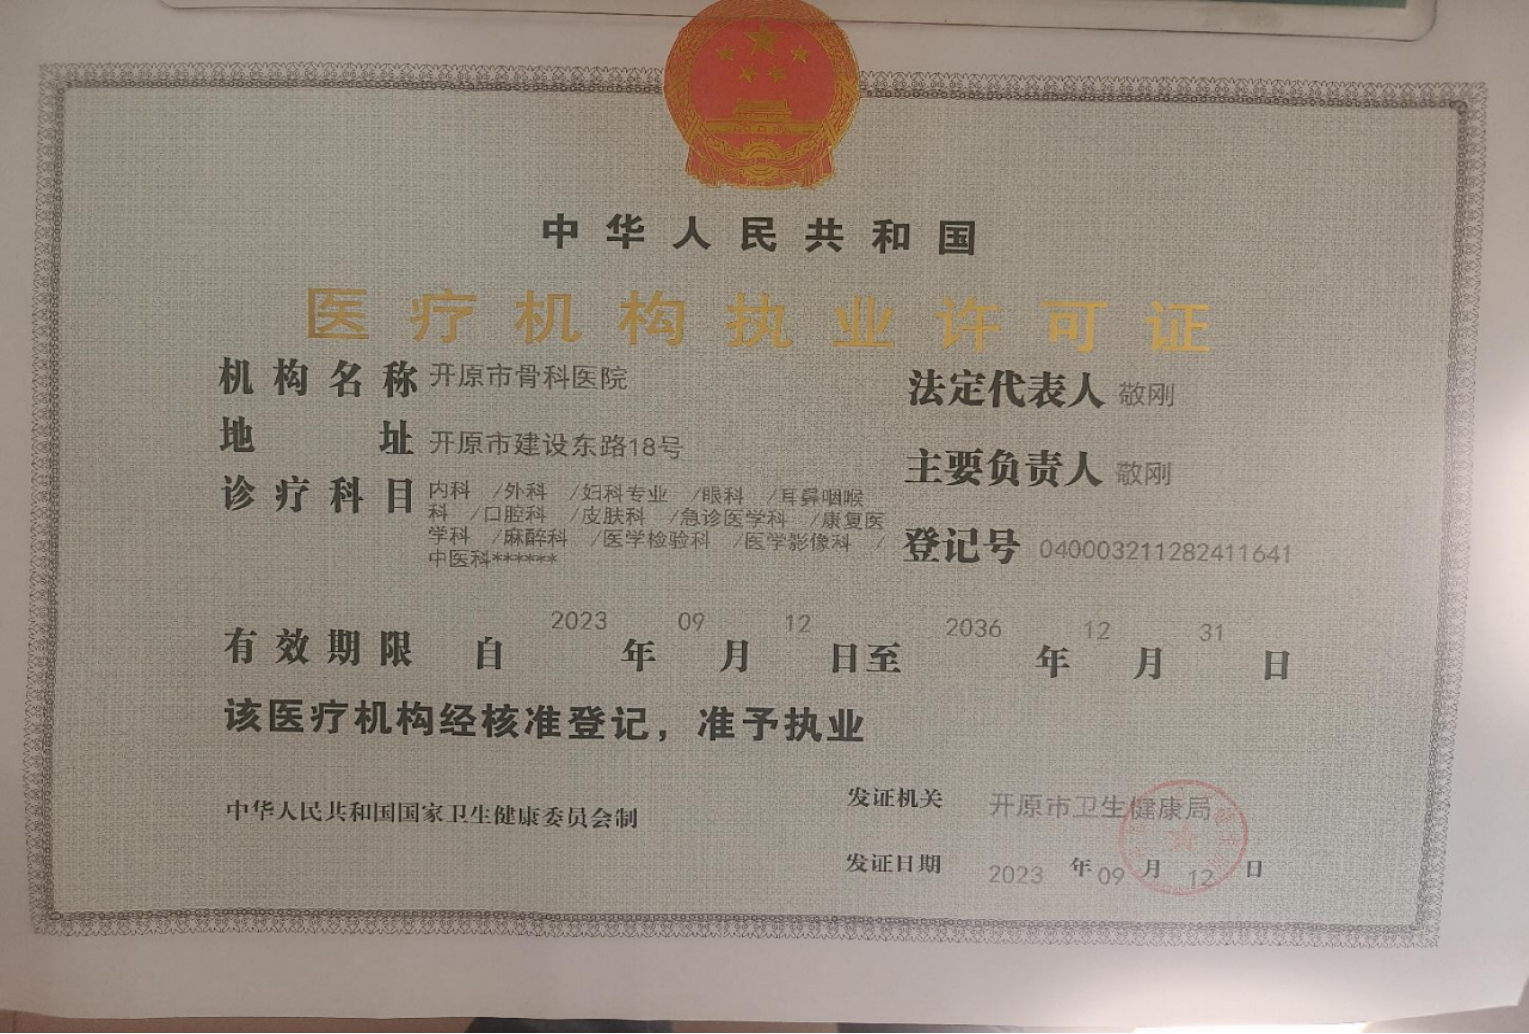 中华人民共和国
医疗机构执业许可证
机构名称 开原市骨科医院
法定代表人 敬刚
地址 开原市建设东路18号
主要负责人 敬刚
诊疗科目 内科 /外科 /妇科专业 /眼科 /耳鼻咽喉
科 /口腔科 /皮肤科 /急诊医学科 /康复医
学科 /麻醉科 /医学检验科 /医学影像科 /
中医科******
登记号 040003211282411641
有效期限 自 2023 年 09 月 12 日至 2036 年 12 月 31 日
该医疗机构经核准登记，准予执业
中华人民共和国国家卫生健康委员会制
发证机关 开原市卫生健康局
发证日期 2023 年 09 月 12 日